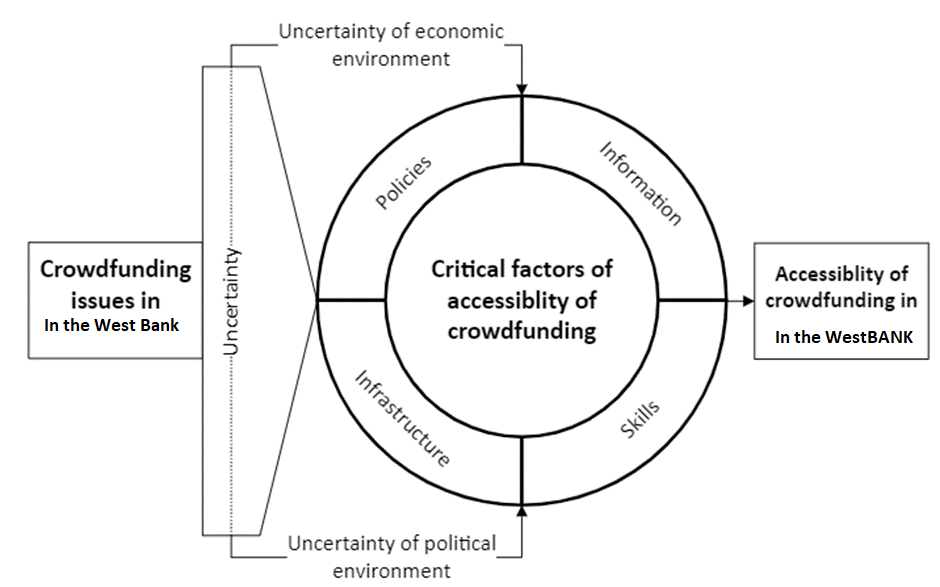 Uncertainty of economic
environment
Policies
Information
Crowdfunding
issues in
In the West Bank
Uncertainty
Critical factors of
accessiblity of
crowdfunding
Accessiblity of
crowdfunding in
In the WestBANK
Infrastructure
Skills
Uncertainty of political
environment